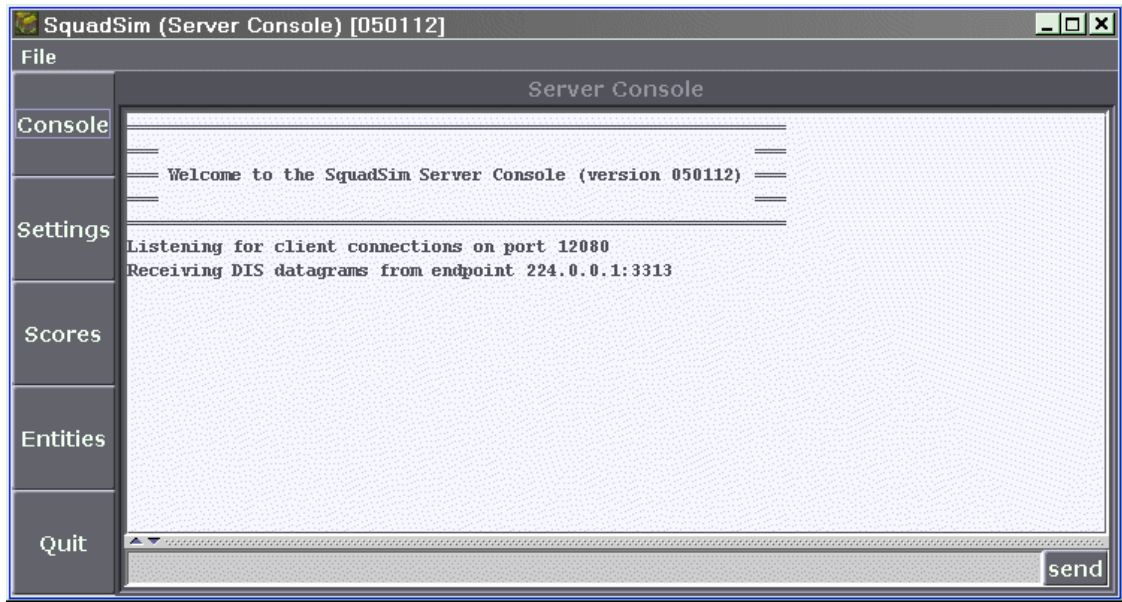 SquadSim (Server Console) [050112]
File
Server Console
Console
Settings
Scores
Entities
Quit
=== Welcome to the SquadSim Server Console (version 050112) ===
Listening for client connections on port 12080
Receiving DIS datagrams from endpoint 224.0.0.1:3313
send